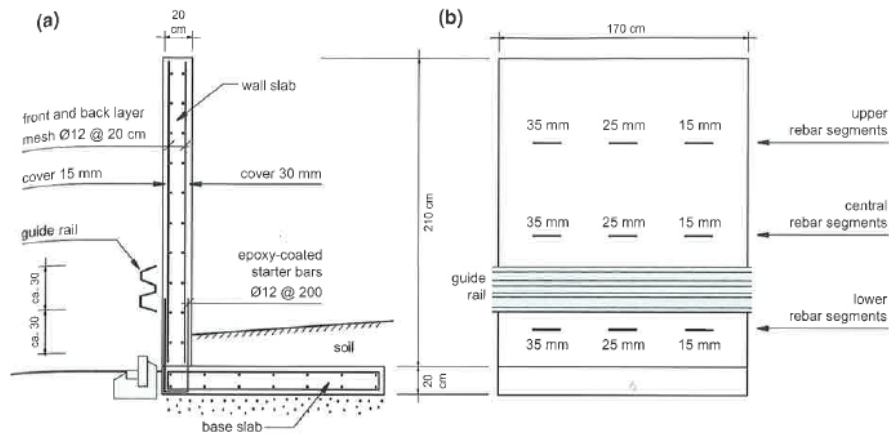 (a)
20
cm
wall slab
front and back layer
mesh Ø12 @ 20 cm
cover 15 mm
cover 30 mm
guide rail
ca. 30
ca. 30
epoxy-coated
starter bars
Ø12 @ 200
soil
base slab
(b)
170 cm
210 cm
20
cm
35 mm 25 mm 15 mm
upper
rebar segments
35 mm 25 mm 15 mm
central
rebar segments
guide
rail
lower
rebar segments
35 mm 25 mm 15 mm